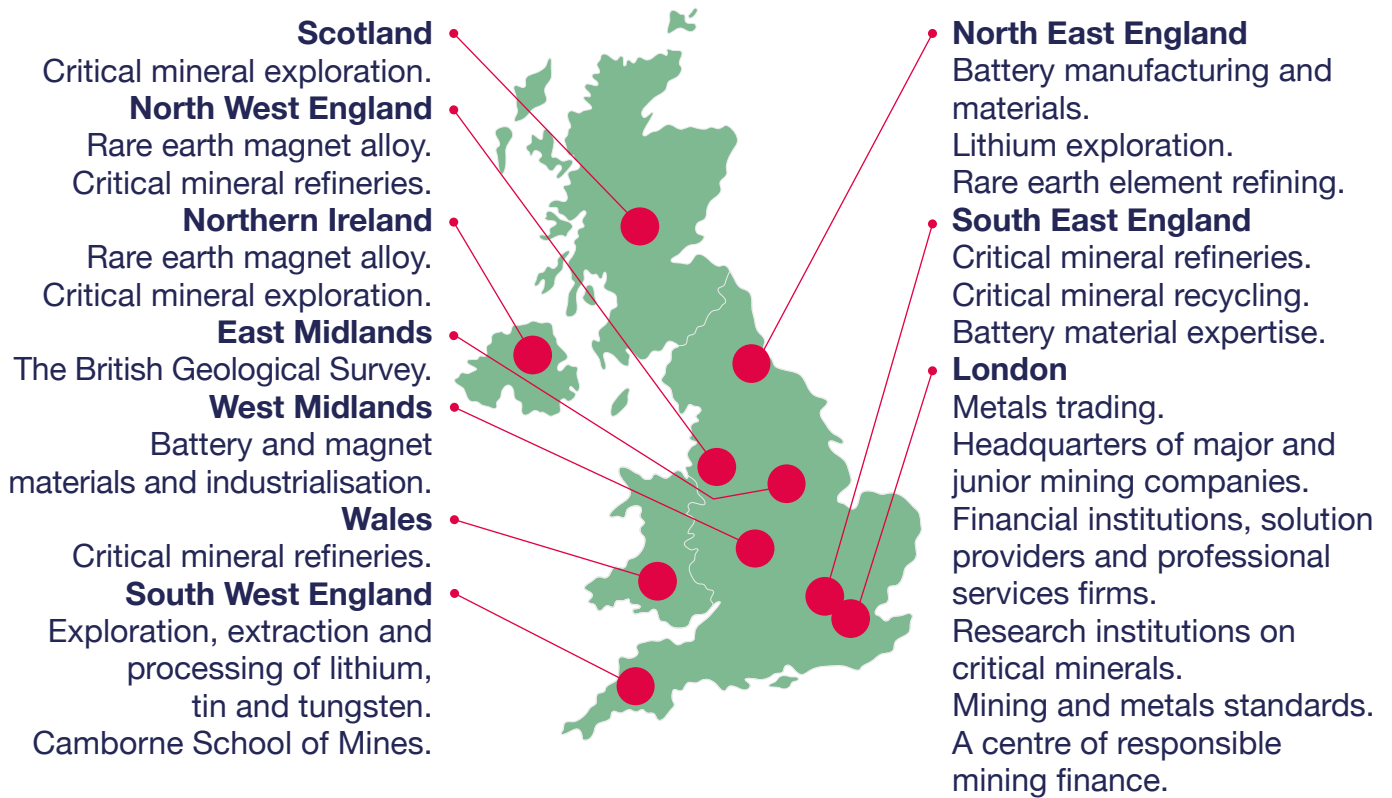 Scotland
Critical mineral exploration.
North West England
Rare earth magnet alloy.
Critical mineral refineries.
Northern Ireland
Rare earth magnet alloy.
Critical mineral exploration.
East Midlands
The British Geological Survey.
West Midlands
Battery and magnet
materials and industrialisation.
Wales
Critical mineral refineries.
South West England
Exploration, extraction and
processing of lithium,
tin and tungsten.
Camborne School of Mines.
North East England
Battery manufacturing and
materials.
Lithium exploration.
Rare earth element refining.
South East England
Critical mineral refineries.
Critical mineral recycling.
Battery material expertise.
London
Metals trading.
Headquarters of major and
junior mining companies.
Financial institutions, solution
providers and professional
services firms.
Research institutions on
critical minerals.
Mining and metals standards.
A centre of responsible
mining finance.